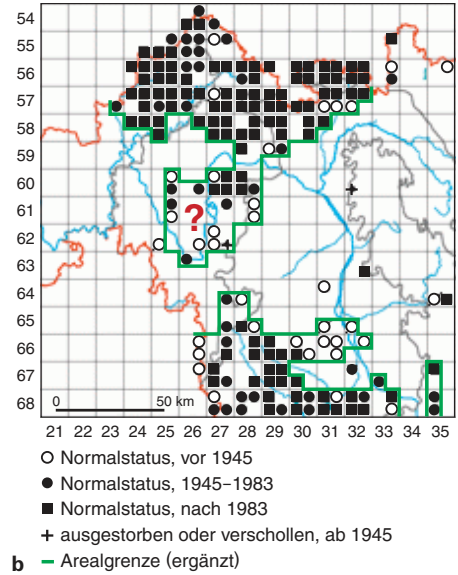 54
55
56
57
58
59
60
61
62
63
64
65
66
67
68
?
0 50 km
21 22 23 24 25 26 27 28 29 30 31 32 33 34 35
Normalstatus, vor 1945
Normalstatus, 1945–1983
Normalstatus, nach 1983
ausgestorben oder verschollen, ab 1945
b Arealgrenze (ergänzt)